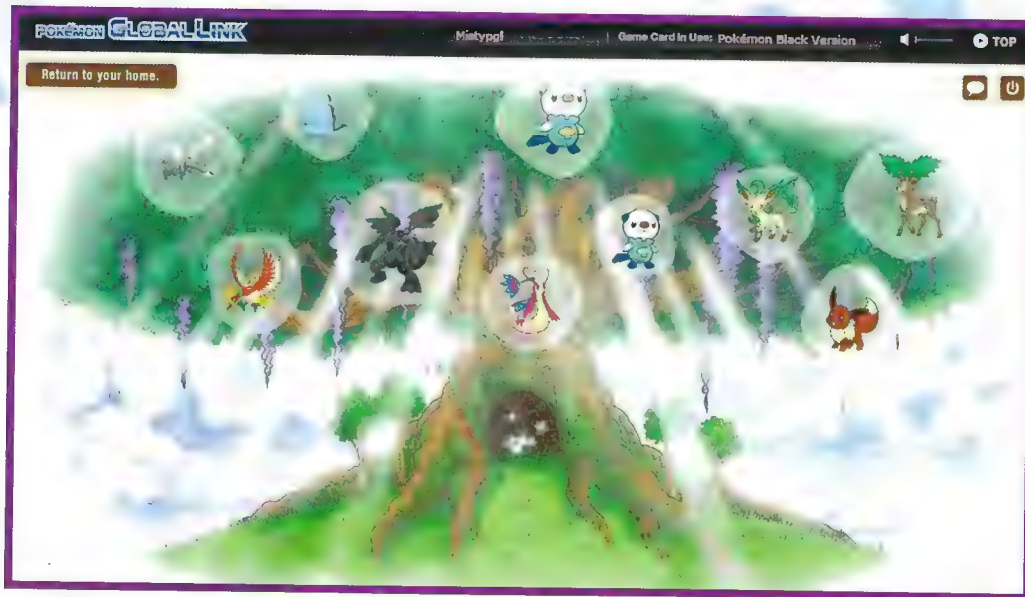 POKÉMON GLOBAL LINK
Mistypgl
Game Card in Use: Pokémon Black Version
TOP
Return to your home.